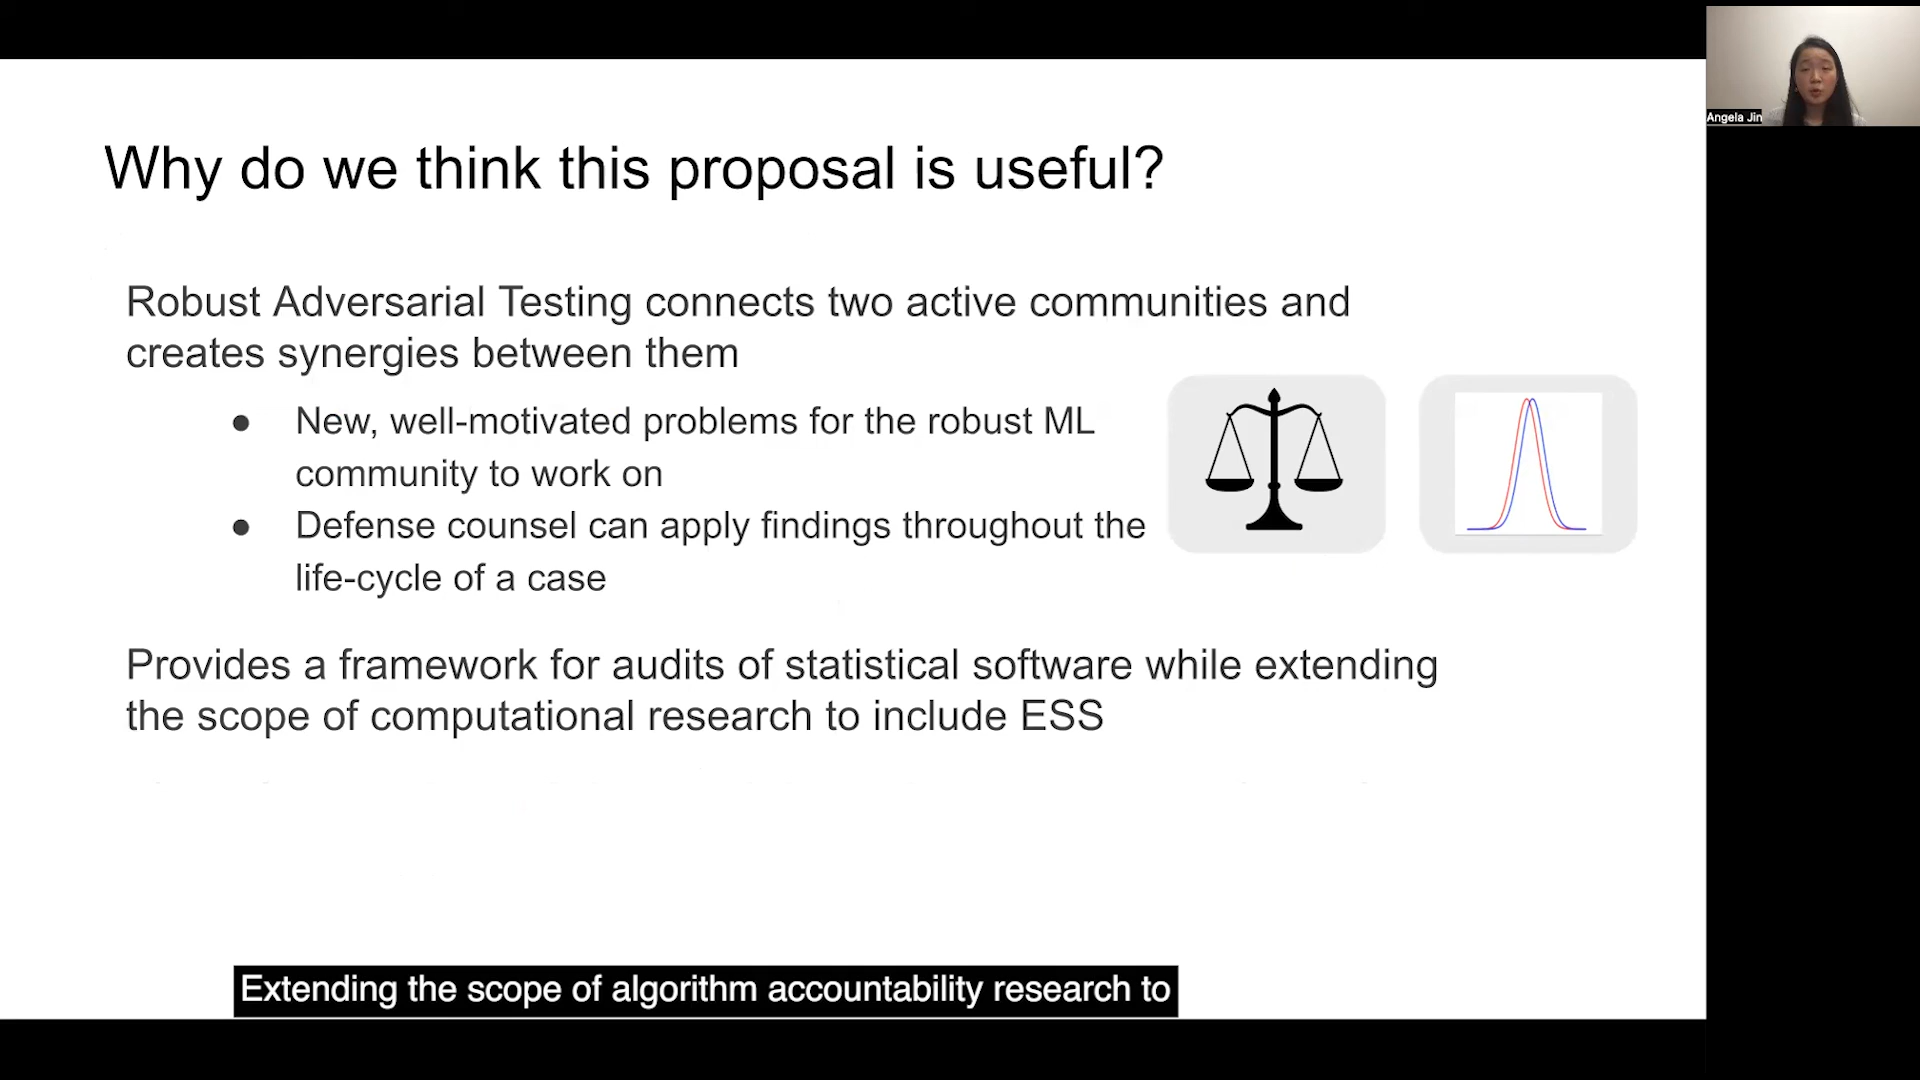 Why do we think this proposal is useful?
Robust Adversarial Testing connects two active communities and
creates synergies between them
● New, well-motivated problems for the robust ML
community to work on
● Defense counsel can apply findings throughout the
life-cycle of a case
Provides a framework for audits of statistical software while extending
the scope of computational research to include ESS
Extending the scope of algorithm accountability research to
Angela Jin